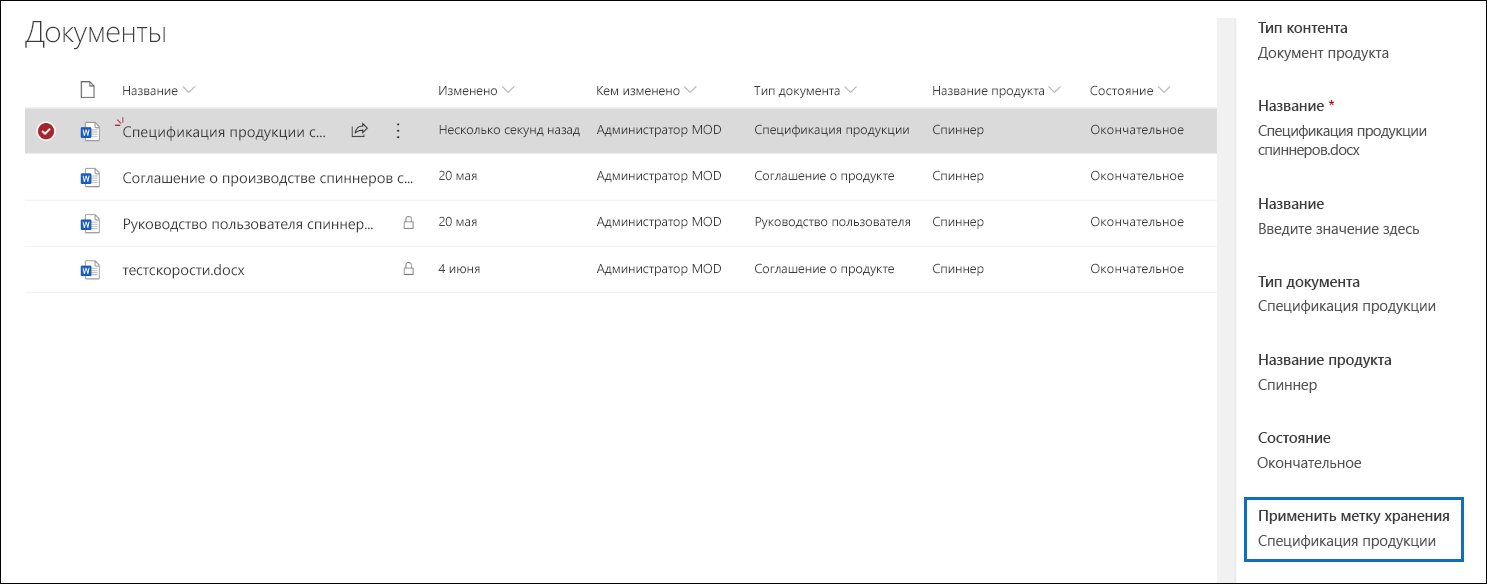 Документы
Название Изменено Кем изменено Тип документа Название продукта Состояние
Спецификация продукции с... Несколько секунд назад Администратор MOD Спецификация продукции Спиннер Окончательное
Соглашение о производстве спиннеров с... 20 мая Администратор MOD Соглашение о продукте Спиннер Окончательное
Руководство пользователя спиннер... 20 мая Администратор MOD Руководство пользователя Спиннер Окончательное
тестскорости.docx 4 июня Администратор MOD Соглашение о продукте Спиннер Окончательное
Тип контента
Документ продукта
Название *
Спецификация продукции
спиннеров.docx
Название
Введите значение здесь
Тип документа
Спецификация продукции
Название продукта
Спиннер
Состояние
Окончательное
Применить метку хранения
Спецификация продукции